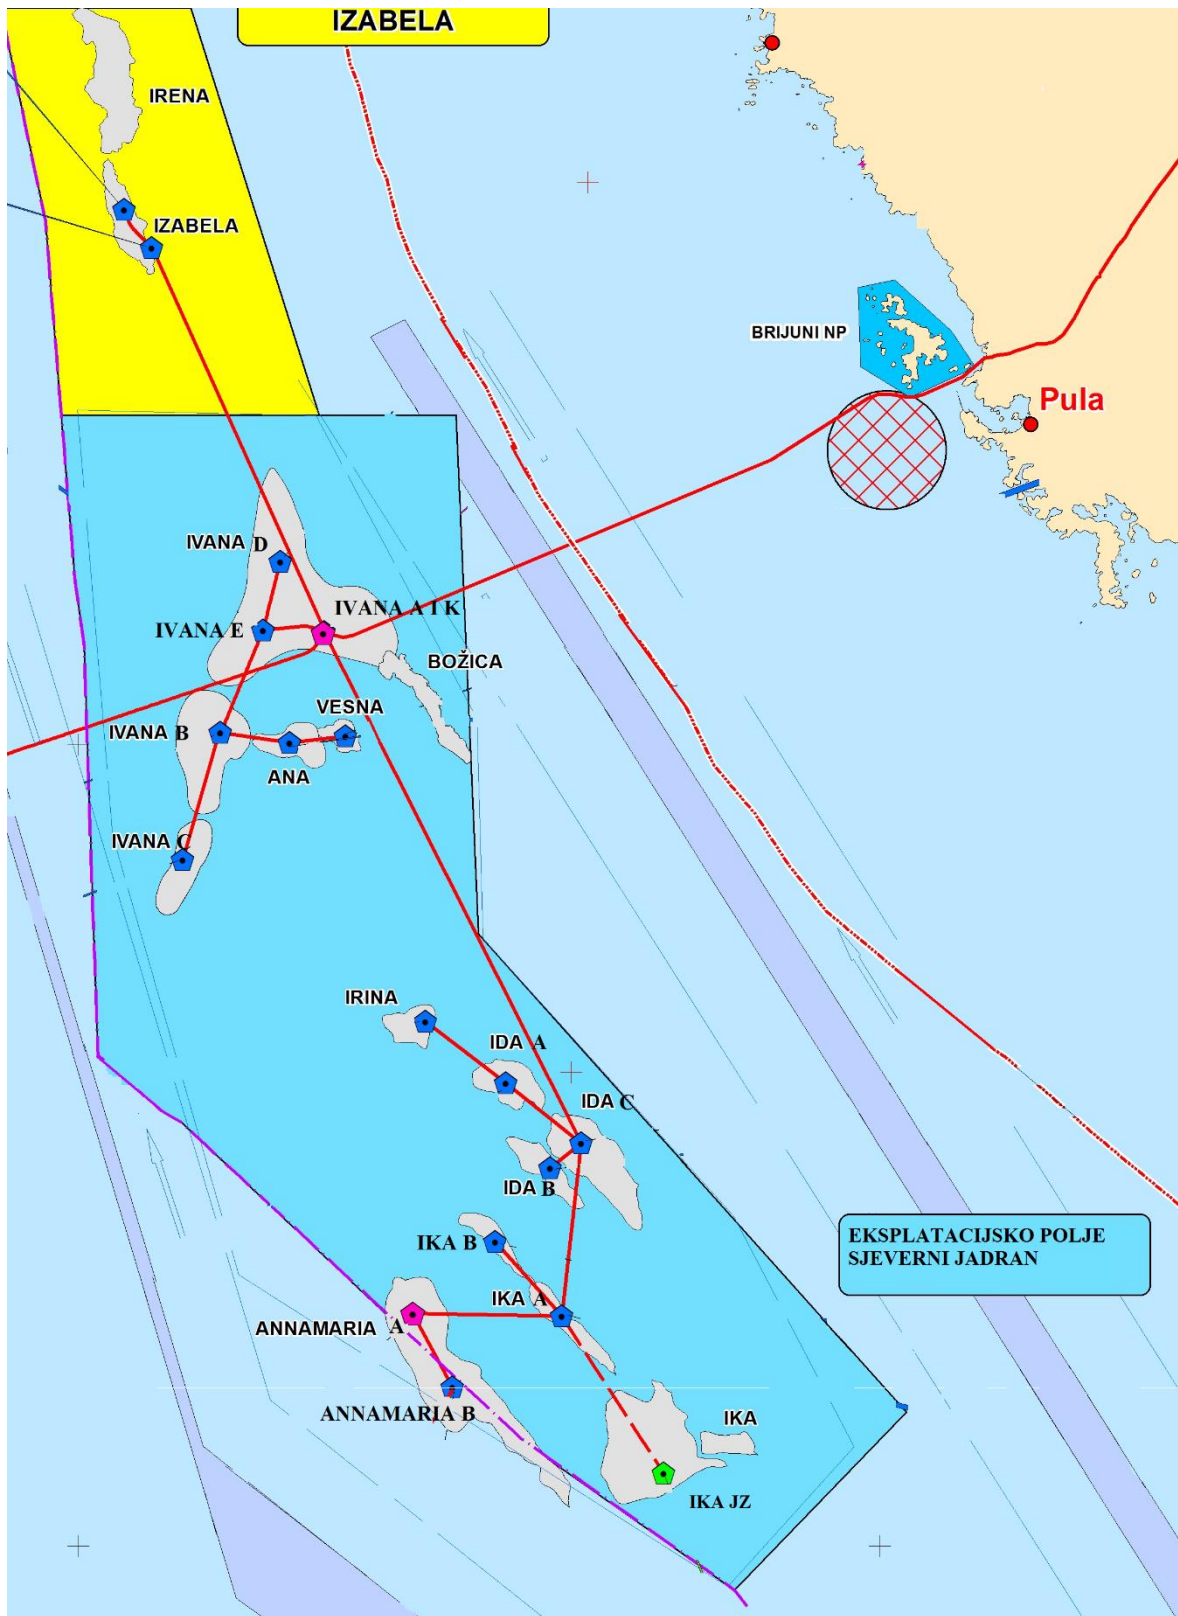 IZABELA
IRENA
IZABELA
BRIJUNI NP
Pula
IVANA D
IVANA A I K
IVANA E
BOŽICA
VESNA
IVANA B
ANA
IVANA C
IRINA
IDA A
IDA C
IDA B
EKSPLATACIJSKO POLJE
SJEVERNI JADRAN
IKA B
IKA A
ANNAMARIA A
ANNAMARIA B
IKA
IKA JZ